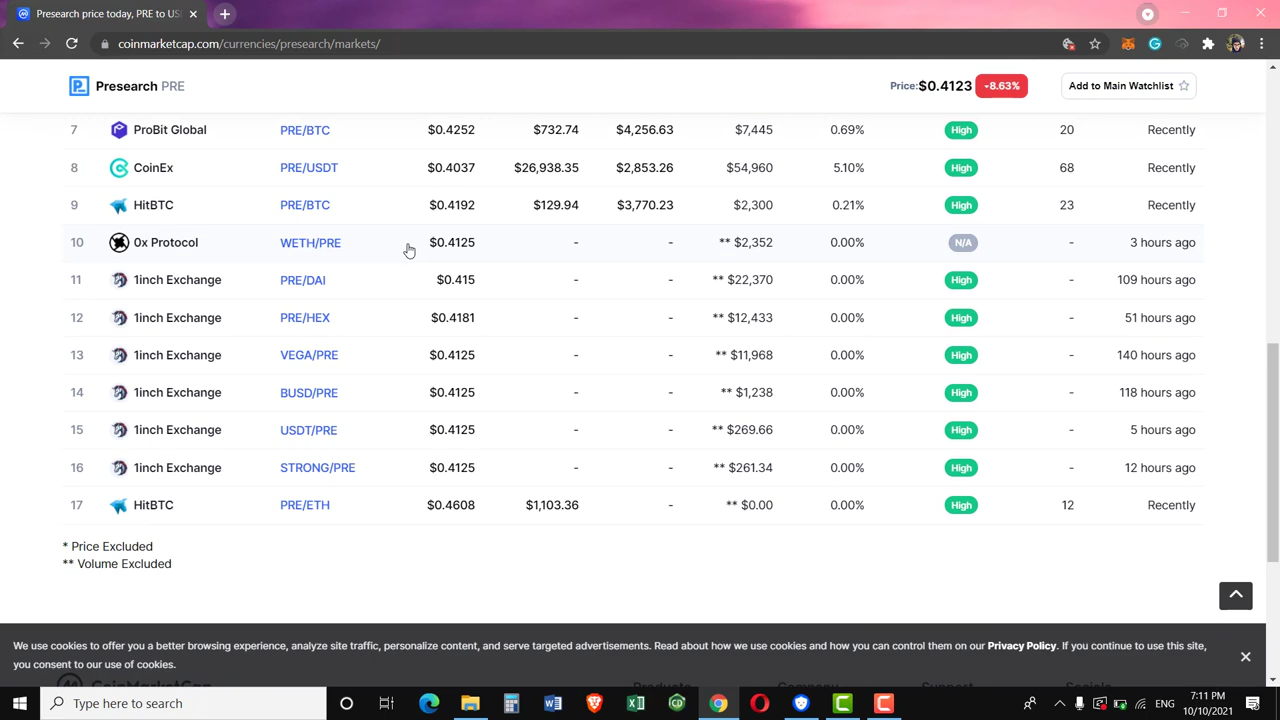 Presearch price today, PRE to USD
coinmarketcap.com/currencies/presearch/markets/
Presearch PRE Price:$0.4123 8.63% Add to Main Watchlist
7 ProBit Global PRE/BTC $0.4252 $732.74 $4,256.63 $7,445 0.69% High 20 Recently
8 CoinEx PRE/USDT $0.4037 $26,938.35 $2,853.26 $54,960 5.10% High 68 Recently
9 HitBTC PRE/BTC $0.4192 $129.94 $3,770.23 $2,300 0.21% High 23 Recently
10 0x Protocol WETH/PRE $0.4125 - - ** $2,352 0.00% N/A - 3 hours ago
11 1inch Exchange PRE/DAI $0.415 - - ** $22,370 0.00% High - 109 hours ago
12 1inch Exchange PRE/HEX $0.4181 - - ** $12,433 0.00% High - 51 hours ago
13 1inch Exchange VEGA/PRE $0.4125 - - ** $11,968 0.00% High - 140 hours ago
14 1inch Exchange BUSD/PRE $0.4125 - - ** $1,238 0.00% High - 118 hours ago
15 1inch Exchange USDT/PRE $0.4125 - - ** $269.66 0.00% High - 5 hours ago
16 1inch Exchange STRONG/PRE $0.4125 - - ** $261.34 0.00% High - 12 hours ago
17 HitBTC PRE/ETH $0.4608 $1,103.36 - ** $0.00 0.00% High 12 Recently
* Price Excluded
** Volume Excluded
We use cookies to offer you a better browsing experience, analyze site traffic, personalize content, and serve targeted advertisements. Read about how we use cookies and how you can control them on our Privacy Policy. If you continue to use this site,
you consent to our use of cookies.
CoinMarketCap Products Company Support Socials
Type here to search
ENG
7:11 PM
10/10/2021